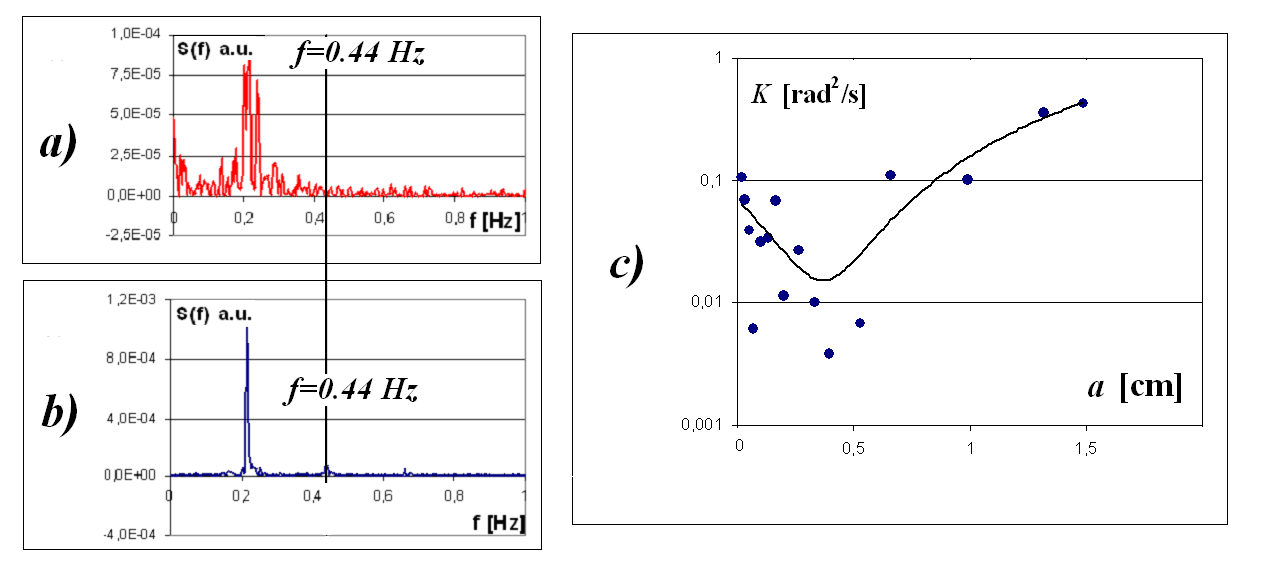 a)
1,0E-04
S(f) a.u.
f=0.44 Hz
7,5E-05
5,0E-05
2,5E-05
0,0E+00
0 0,2 0,4 0,6 0,8 1
f [Hz]
-2,5E-05
b)
1,2E-03
S(f) a.u.
8,0E-04
f=0.44 Hz
4,0E-04
0,0E+00
0 0,2 0,4 0,6 0,8 1
f [Hz]
-4,0E-04
c)
1
K [rad²/s]
0,1
0,01
a [cm]
0,001
0 0,5 1 1,5